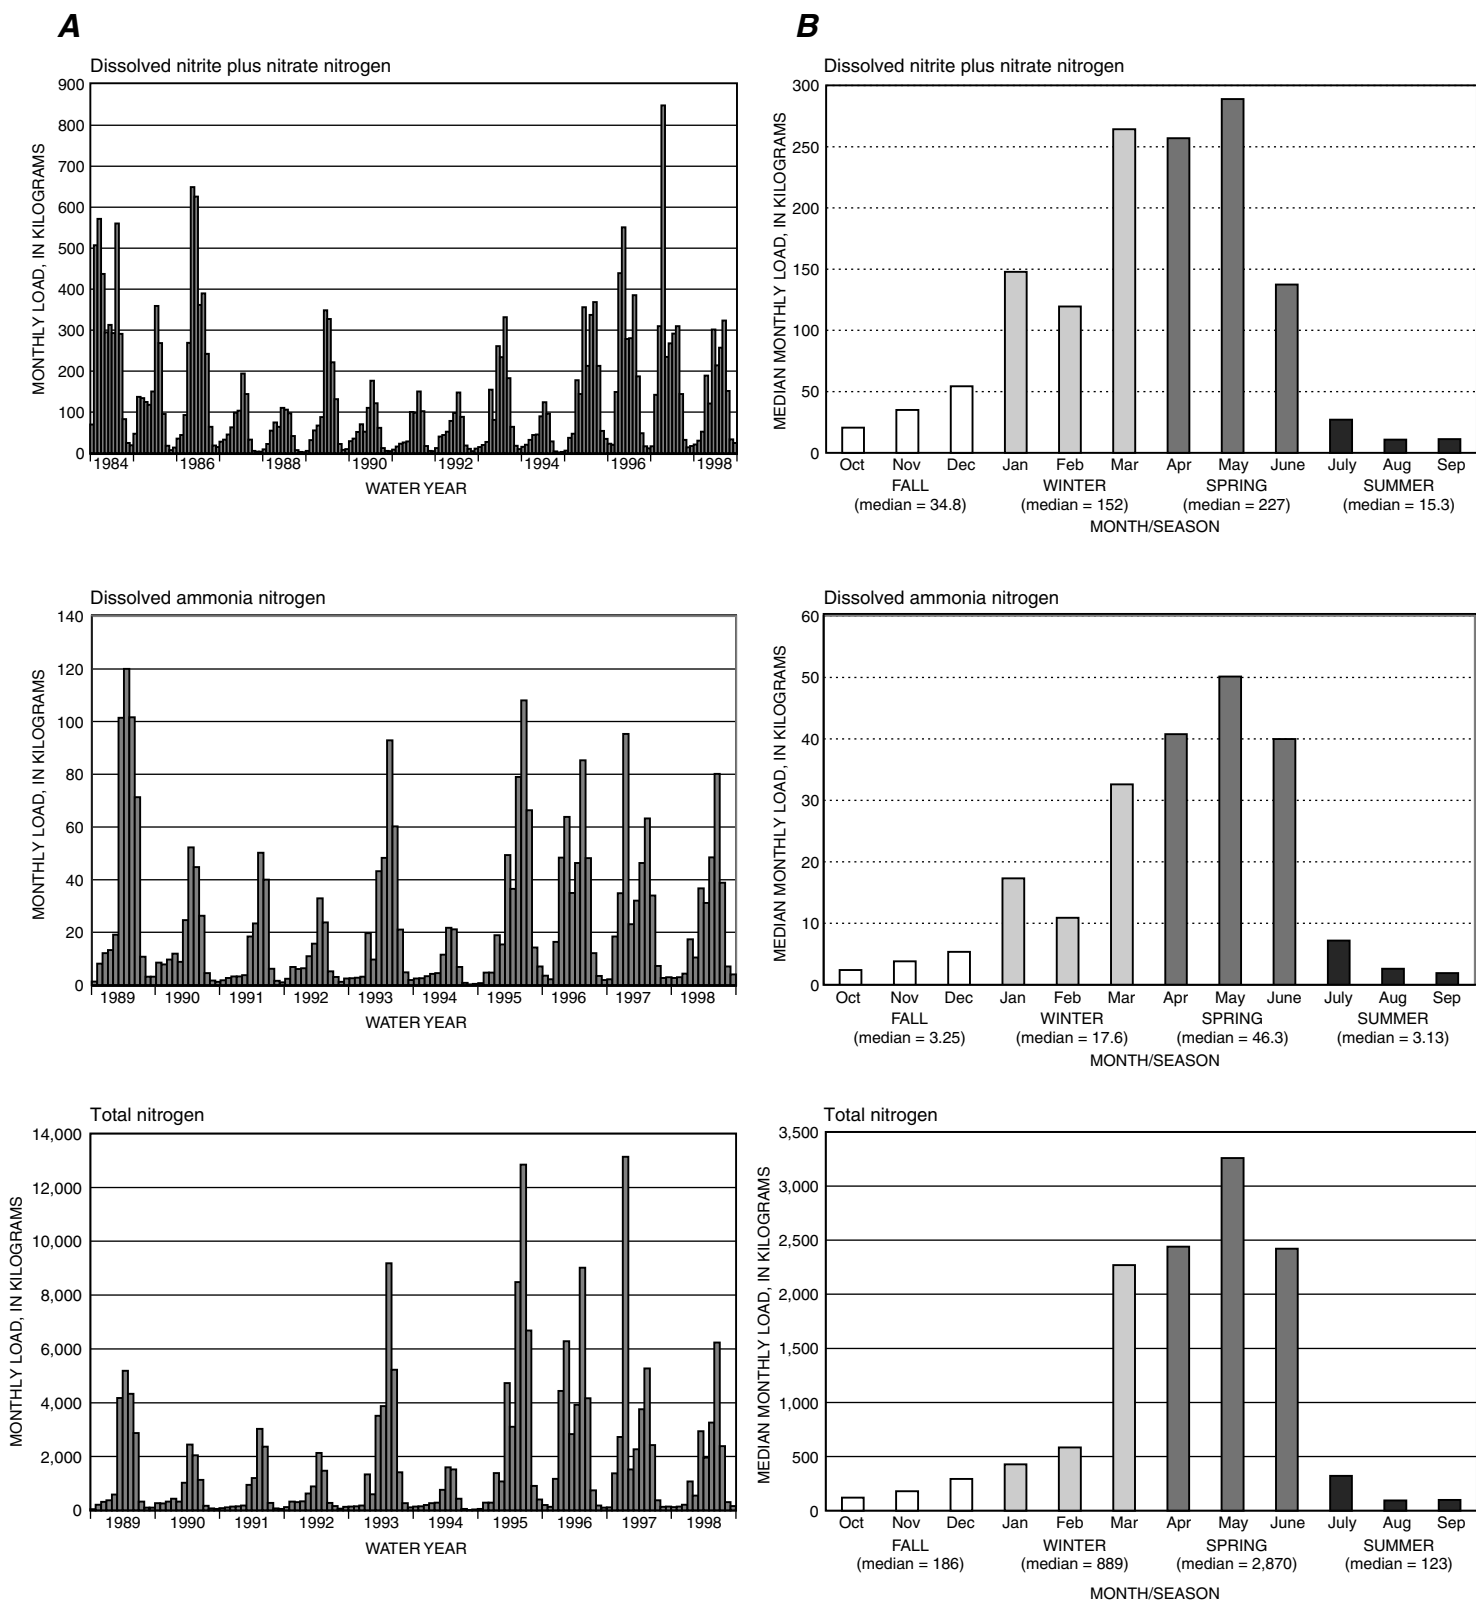 A
Dissolved nitrite plus nitrate nitrogen
MONTHLY LOAD, IN KILOGRAMS
900
800
700
600
500
400
300
200
100
0
1984 1986 1988 1990 1992 1994 1996 1998
WATER YEAR
Dissolved ammonia nitrogen
MONTHLY LOAD, IN KILOGRAMS
140
120
100
80
60
40
20
0
1989 1990 1991 1992 1993 1994 1995 1996 1997 1998
WATER YEAR
Total nitrogen
MONTHLY LOAD, IN KILOGRAMS
14,000
12,000
10,000
8,000
6,000
4,000
2,000
0
1989 1990 1991 1992 1993 1994 1995 1996 1997 1998
WATER YEAR
B
Dissolved nitrite plus nitrate nitrogen
MEDIAN MONTHLY LOAD, IN KILOGRAMS
300
250
200
150
100
50
0
Oct Nov Dec Jan Feb Mar Apr May June July Aug Sep
FALL WINTER SPRING SUMMER
(median = 34.8) (median = 152) (median = 227) (median = 15.3)
MONTH/SEASON
Dissolved ammonia nitrogen
MEDIAN MONTHLY LOAD, IN KILOGRAMS
60
50
40
30
20
10
0
Oct Nov Dec Jan Feb Mar Apr May June July Aug Sep
FALL WINTER SPRING SUMMER
(median = 3.25) (median = 17.6) (median = 46.3) (median = 3.13)
MONTH/SEASON
Total nitrogen
MEDIAN MONTHLY LOAD, IN KILOGRAMS
3,500
3,000
2,500
2,000
1,500
1,000
500
0
Oct Nov Dec Jan Feb Mar Apr May June July Aug Sep
FALL WINTER SPRING SUMMER
(median = 186) (median = 889) (median = 2,870) (median = 123)
MONTH/SEASON